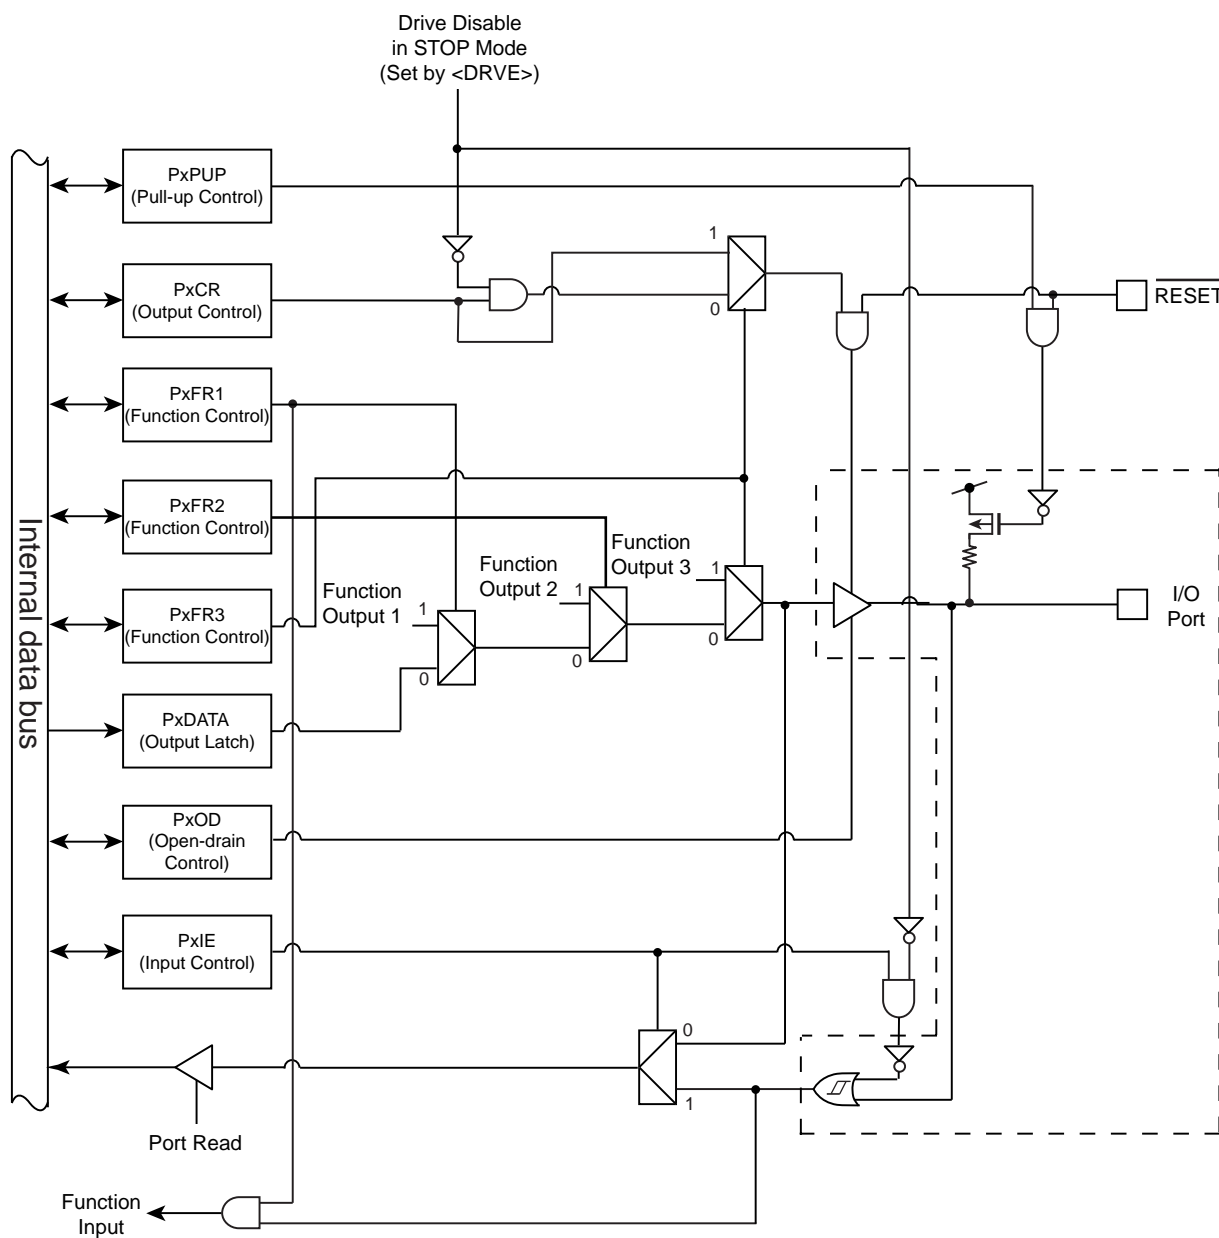 Drive Disable
in STOP Mode
(Set by <DRVE>)
PxPUP
(Pull-up Control)
1
PxCR
(Output Control)
0
RESET
PxFR1
(Function Control)
PxFR2
(Function Control)
Internal data bus
Function
Output 3
1
Function
Output 2
1
Function
Output 1
1
PxFR3
(Function Control)
0
0
0
I/O
Port
PxDATA
(Output Latch)
PxOD
(Open-drain
Control)
PxIE
(Input Control)
0
1
Port Read
Function
Input